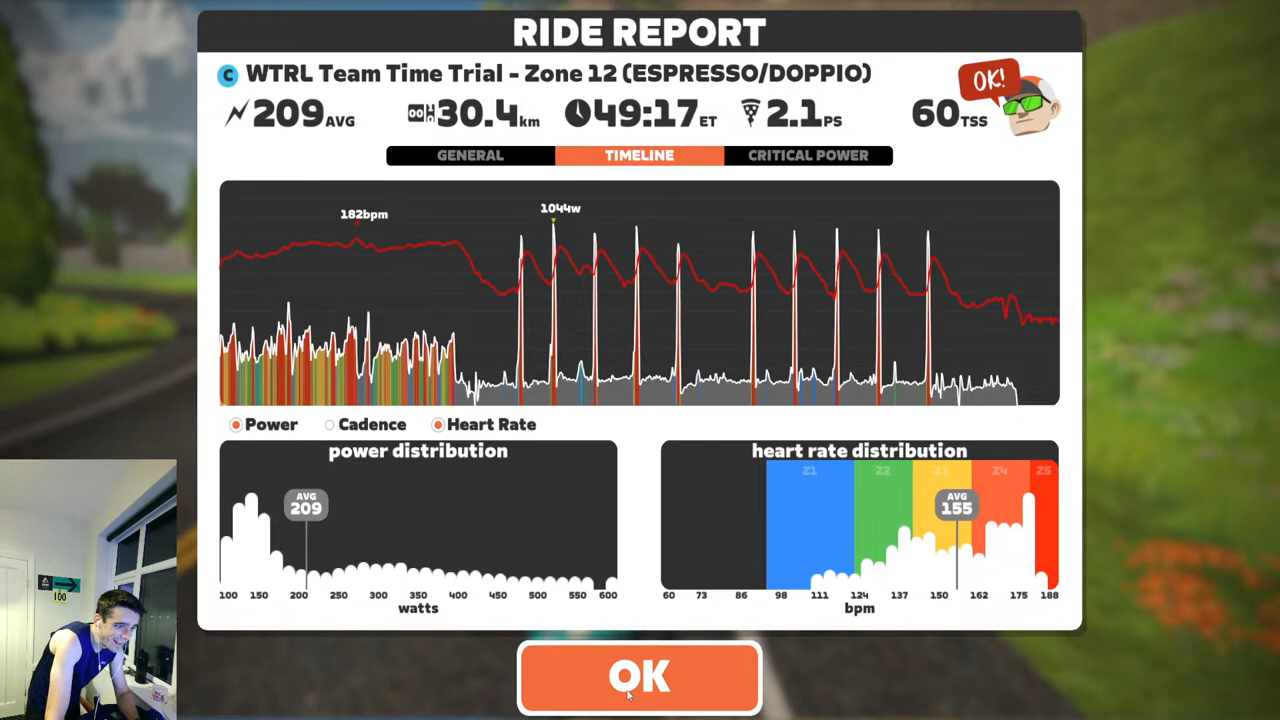 RIDE REPORT
C WTRL Team Time Trial - Zone 12 (ESPRESSO/DOPPIO)
OK!
209 AVG 30.4km 49:17 ET 2.1 PS 60 TSS
GENERAL TIMELINE CRITICAL POWER
182bpm
1044w
Power Cadence Heart Rate
power distribution
AVG
209
100 150 200 250 300 350 400 450 500 550 600
watts
heart rate distribution
Z1 Z2 Z3 Z4 Z5
AVG
155
60 73 86 98 111 124 137 150 162 175 188
bpm
100
OK